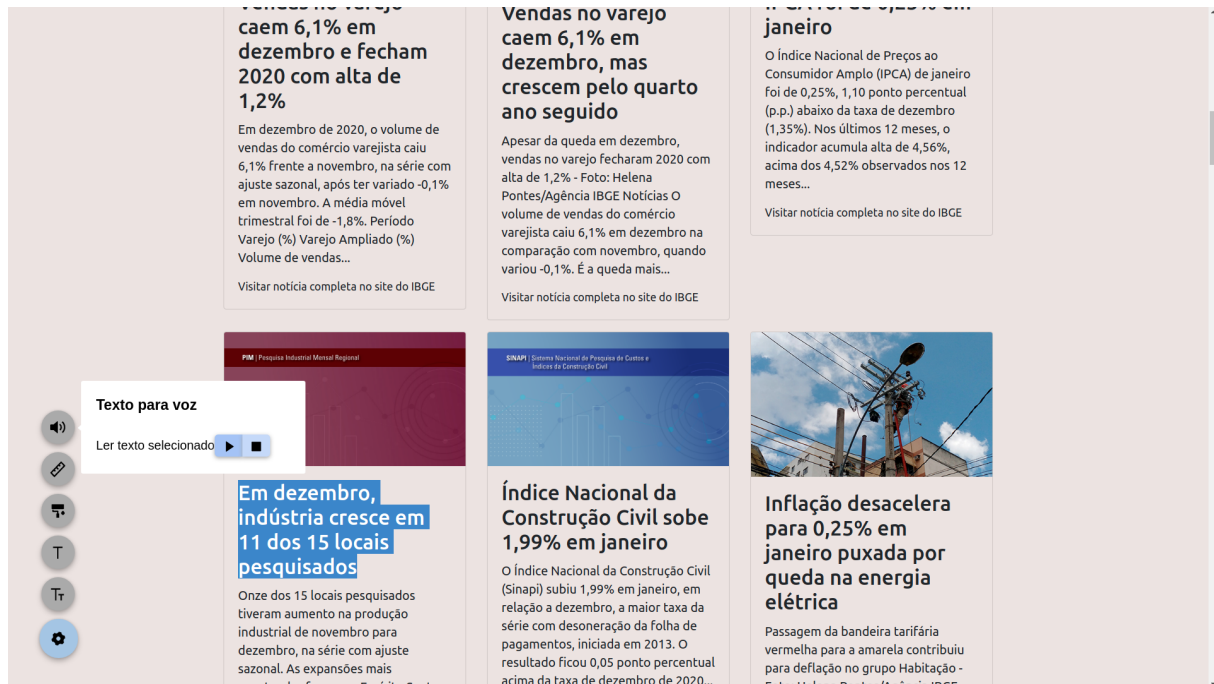 Vendas no varejo
caem 6,1% em
dezembro e fecham
2020 com alta de
1,2%
Em dezembro de 2020, o volume de
vendas do comércio varejista caiu
6,1% frente a novembro, na série com
ajuste sazonal, após ter variado -0,1%
em novembro. A média móvel
trimestral foi de -1,8%. Período
Varejo (%) Varejo Ampliado (%)
Volume de vendas...
Visitar notícia completa no site do IBGE
Vendas no varejo
caem 6,1% em
dezembro, mas
crescem pelo quarto
ano seguido
Apesar da queda em dezembro,
vendas no varejo fecharam 2020 com
alta de 1,2% - Foto: Helena
Pontes/Agência IBGE Notícias O
volume de vendas do comércio
varejista caiu 6,1% em dezembro na
comparação com novembro, quando
variou -0,1%. É a queda mais...
Visitar notícia completa no site do IBGE
IPCA foi de 0,25% em
janeiro
O Índice Nacional de Preços ao
Consumidor Amplo (IPCA) de janeiro
foi de 0,25%, 1,10 ponto percentual
(p.p.) abaixo da taxa de dezembro
(1,35%). Nos últimos 12 meses, o
indicador acumula alta de 4,56%,
acima dos 4,52% observados nos 12
meses...
Visitar notícia completa no site do IBGE
Texto para voz
Ler texto selecionado
T
TT
PIM | Pesquisa Industrial Mensal Regional
Em dezembro,
indústria cresce em
11 dos 15 locais
pesquisados
Onze dos 15 locais pesquisados
tiveram aumento na produção
industrial de novembro para
dezembro, na série com ajuste
sazonal. As expansões mais
SINAPI | Sistema Nacional de Pesquisa de Custos e
Índices da Construção Civil
Índice Nacional da
Construção Civil sobe
1,99% em janeiro
O Índice Nacional da Construção Civil
(Sinapi) subiu 1,99% em janeiro, em
relação a dezembro, a maior taxa da
série com desoneração da folha de
pagamentos, iniciada em 2013. O
resultado ficou 0,05 ponto percentual
acima da taxa de dezembro de 2020...
Inflação desacelera
para 0,25% em
janeiro puxada por
queda na energia
elétrica
Passagem da bandeira tarifária
vermelha para a amarela contribuiu
para deflação no grupo Habitação -